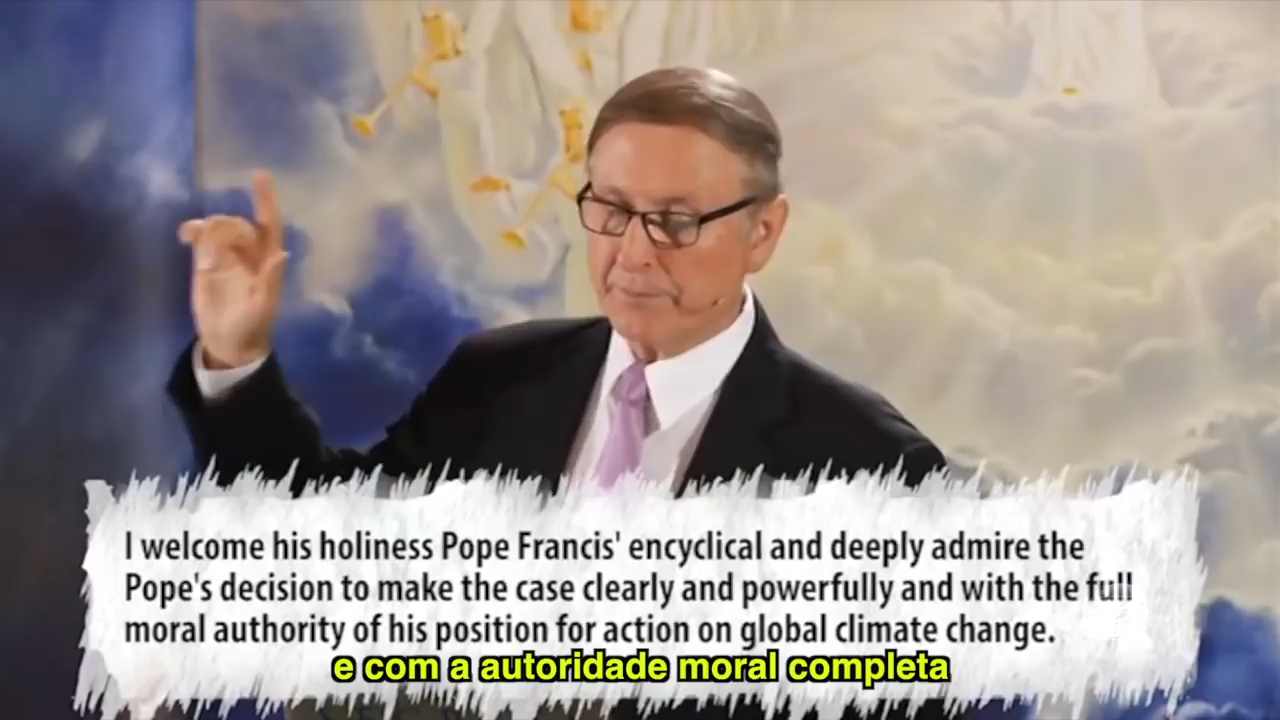 I welcome his holiness Pope Francis' encyclical and deeply admire the
Pope's decision to make the case clearly and powerfully and with the full
moral authority of his position for action on global climate change.
e com a autoridade moral completa